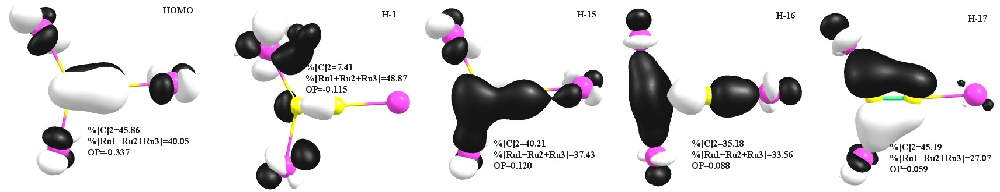 HOMO
%[C]2=45.86
%[Ru1+Ru2+Ru3]=40.05
OP=-0.337
H-1
%[C]2=7.41
%[Ru1+Ru2+Ru3]=48.87
OP=-0.115
H-15
%[C]2=40.21
%[Ru1+Ru2+Ru3]=37.43
OP=0.120
H-16
%[C]2=35.18
%[Ru1+Ru2+Ru3]=33.56
OP=0.088
H-17
%[C]2=45.19
%[Ru1+Ru2+Ru3]=27.07
OP=0.059